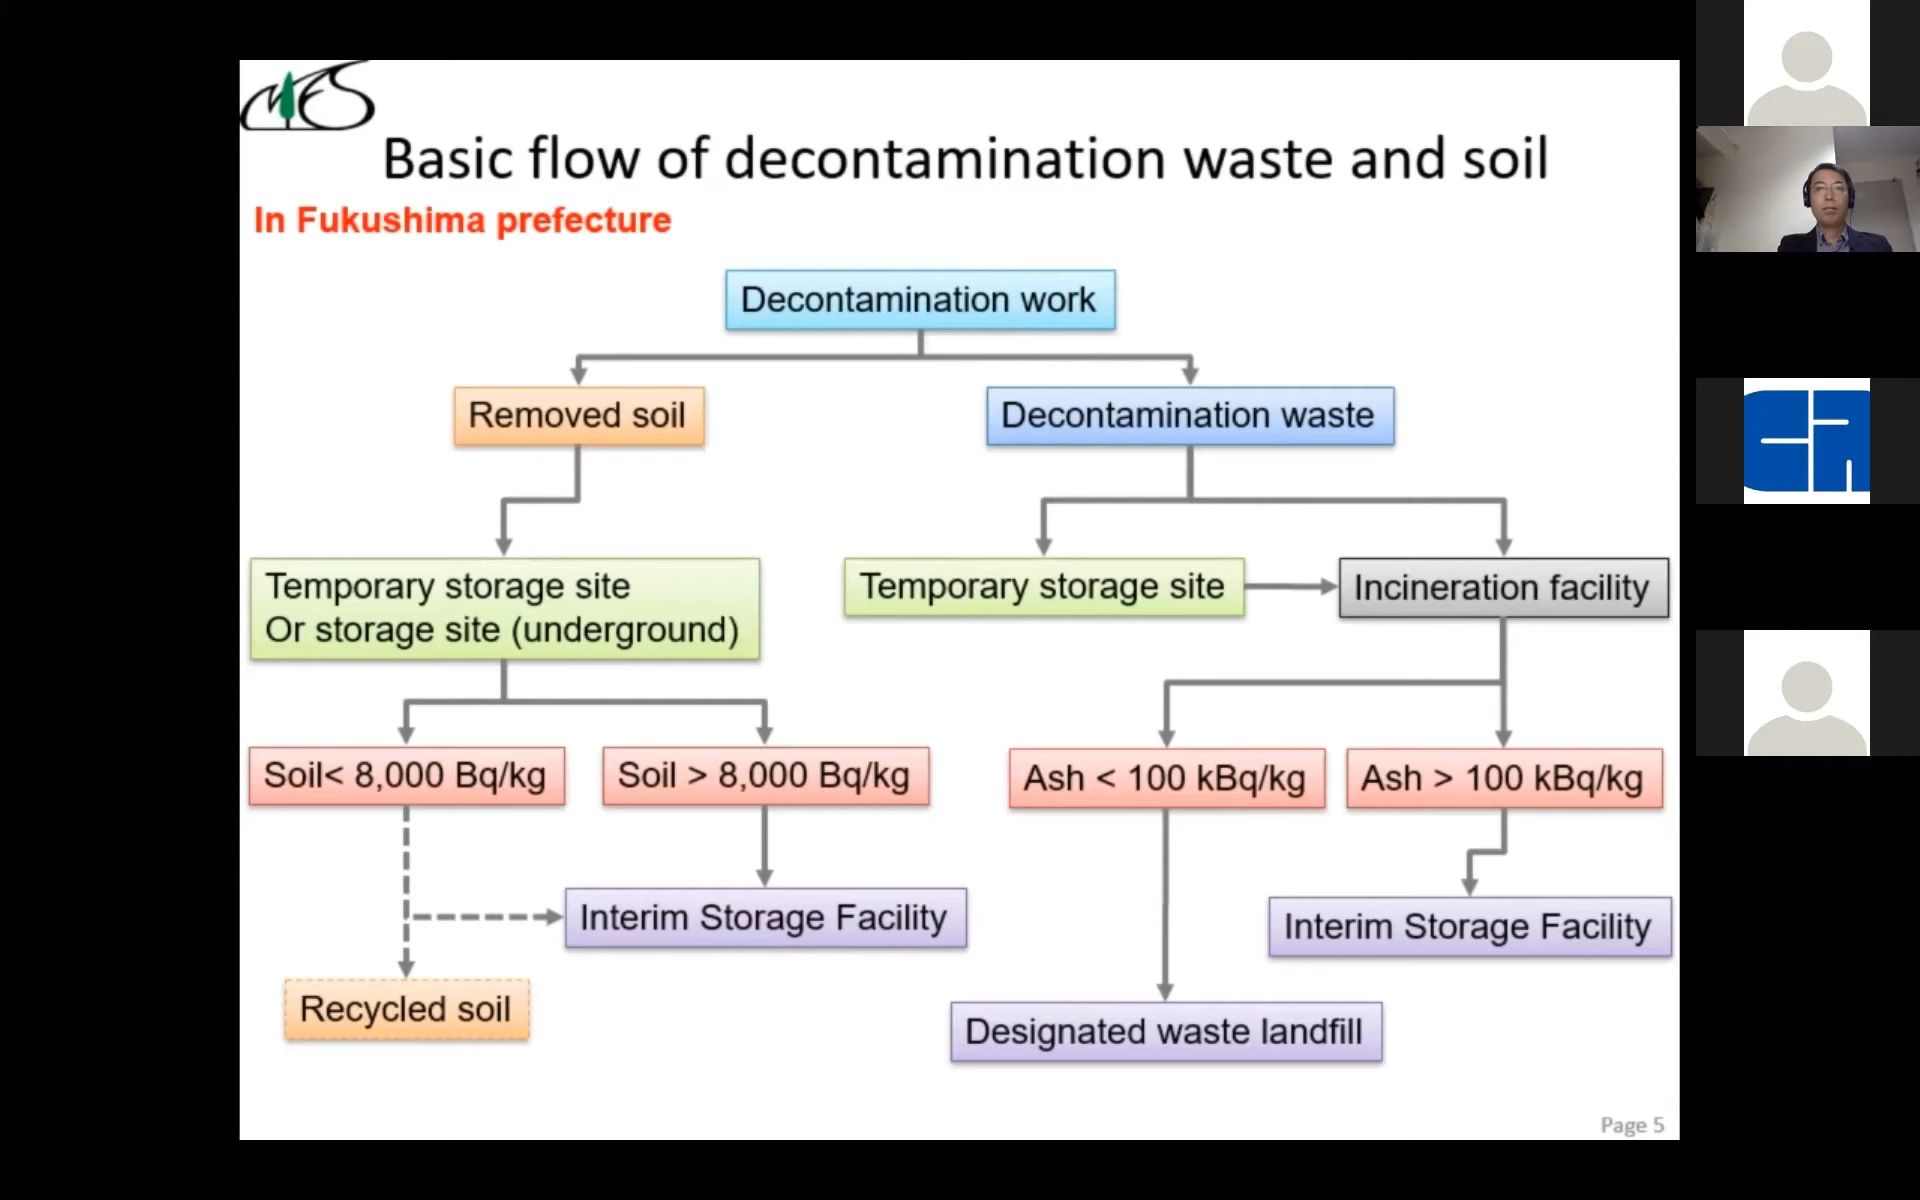 MFS
Basic flow of decontamination waste and soil
In Fukushima prefecture
Decontamination work
Removed soil
Decontamination waste
Temporary storage site
Or storage site (underground)
Temporary storage site
Incineration facility
Soil< 8,000 Bq/kg
Soil > 8,000 Bq/kg
Ash < 100 kBq/kg
Ash > 100 kBq/kg
Interim Storage Facility
Interim Storage Facility
Recycled soil
Designated waste landfill
Page 5